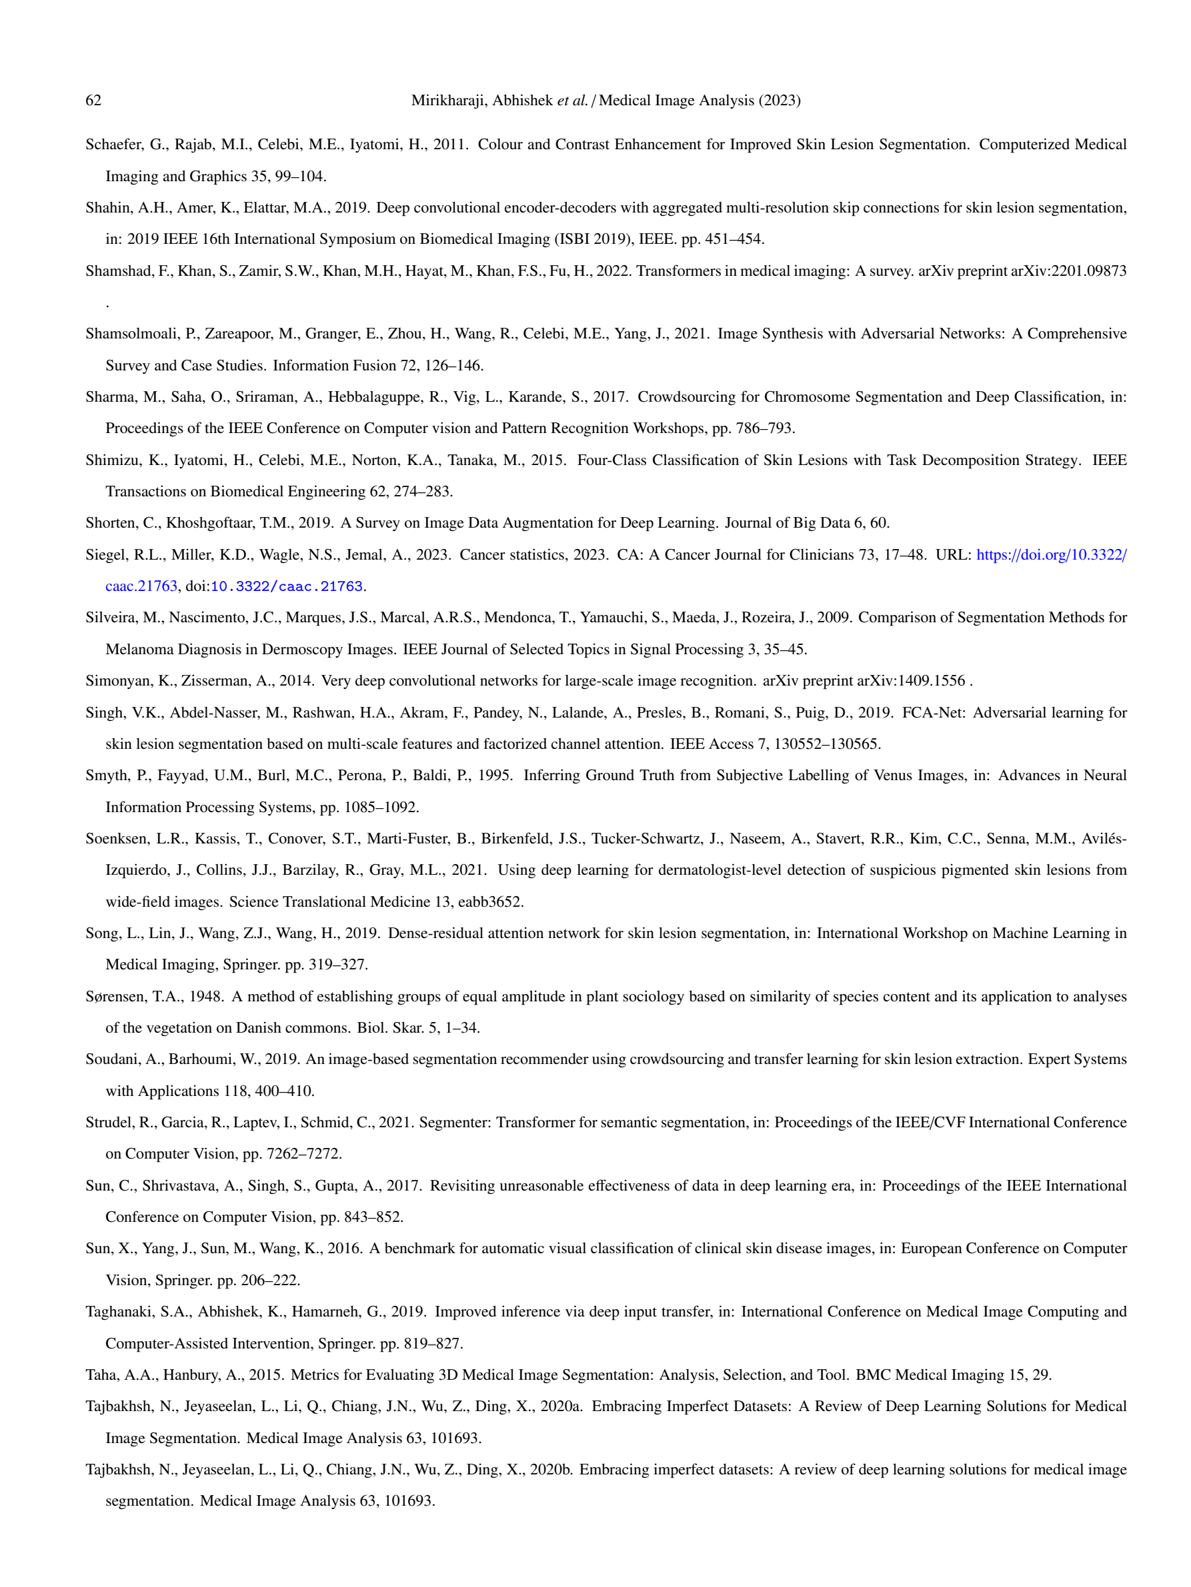 62
Mirikharaji, Abhishek et al. / Medical Image Analysis (2023)
Schaefer, G., Rajab, M.I., Celebi, M.E., Iyatomi, H., 2011. Colour and Contrast Enhancement for Improved Skin Lesion Segmentation. Computerized Medical
Imaging and Graphics 35, 99–104.
Shahin, A.H., Amer, K., Elattar, M.A., 2019. Deep convolutional encoder-decoders with aggregated multi-resolution skip connections for skin lesion segmentation,
in: 2019 IEEE 16th International Symposium on Biomedical Imaging (ISBI 2019), IEEE. pp. 451–454.
Shamshad, F., Khan, S., Zamir, S.W., Khan, M.H., Hayat, M., Khan, F.S., Fu, H., 2022. Transformers in medical imaging: A survey. arXiv preprint arXiv:2201.09873
.
Shamsolmoali, P., Zareapoor, M., Granger, E., Zhou, H., Wang, R., Celebi, M.E., Yang, J., 2021. Image Synthesis with Adversarial Networks: A Comprehensive
Survey and Case Studies. Information Fusion 72, 126–146.
Sharma, M., Saha, O., Sriraman, A., Hebbalaguppe, R., Vig, L., Karande, S., 2017. Crowdsourcing for Chromosome Segmentation and Deep Classification, in:
Proceedings of the IEEE Conference on Computer vision and Pattern Recognition Workshops, pp. 786–793.
Shimizu, K., Iyatomi, H., Celebi, M.E., Norton, K.A., Tanaka, M., 2015. Four-Class Classification of Skin Lesions with Task Decomposition Strategy. IEEE
Transactions on Biomedical Engineering 62, 274–283.
Shorten, C., Khoshgoftaar, T.M., 2019. A Survey on Image Data Augmentation for Deep Learning. Journal of Big Data 6, 60.
Siegel, R.L., Miller, K.D., Wagle, N.S., Jemal, A., 2023. Cancer statistics, 2023. CA: A Cancer Journal for Clinicians 73, 17–48. URL: https://doi.org/10.3322/
caac.21763, doi:10.3322/caac.21763.
Silveira, M., Nascimento, J.C., Marques, J.S., Marcal, A.R.S., Mendonca, T., Yamauchi, S., Maeda, J., Rozeira, J., 2009. Comparison of Segmentation Methods for
Melanoma Diagnosis in Dermoscopy Images. IEEE Journal of Selected Topics in Signal Processing 3, 35–45.
Simonyan, K., Zisserman, A., 2014. Very deep convolutional networks for large-scale image recognition. arXiv preprint arXiv:1409.1556 .
Singh, V.K., Abdel-Nasser, M., Rashwan, H.A., Akram, F., Pandey, N., Lalande, A., Presles, B., Romani, S., Puig, D., 2019. FCA-Net: Adversarial learning for
skin lesion segmentation based on multi-scale features and factorized channel attention. IEEE Access 7, 130552–130565.
Smyth, P., Fayyad, U.M., Burl, M.C., Perona, P., Baldi, P., 1995. Inferring Ground Truth from Subjective Labelling of Venus Images, in: Advances in Neural
Information Processing Systems, pp. 1085–1092.
Soenksen, L.R., Kassis, T., Conover, S.T., Marti-Fuster, B., Birkenfeld, J.S., Tucker-Schwartz, J., Naseem, A., Stavert, R.R., Kim, C.C., Senna, M.M., Avilés-
Izquierdo, J., Collins, J.J., Barzilay, R., Gray, M.L., 2021. Using deep learning for dermatologist-level detection of suspicious pigmented skin lesions from
wide-field images. Science Translational Medicine 13, eabb3652.
Song, L., Lin, J., Wang, Z.J., Wang, H., 2019. Dense-residual attention network for skin lesion segmentation, in: International Workshop on Machine Learning in
Medical Imaging, Springer. pp. 319–327.
Sørensen, T.A., 1948. A method of establishing groups of equal amplitude in plant sociology based on similarity of species content and its application to analyses
of the vegetation on Danish commons. Biol. Skar. 5, 1–34.
Soudani, A., Barhoumi, W., 2019. An image-based segmentation recommender using crowdsourcing and transfer learning for skin lesion extraction. Expert Systems
with Applications 118, 400–410.
Strudel, R., Garcia, R., Laptev, I., Schmid, C., 2021. Segmenter: Transformer for semantic segmentation, in: Proceedings of the IEEE/CVF International Conference
on Computer Vision, pp. 7262–7272.
Sun, C., Shrivastava, A., Singh, S., Gupta, A., 2017. Revisiting unreasonable effectiveness of data in deep learning era, in: Proceedings of the IEEE International
Conference on Computer Vision, pp. 843–852.
Sun, X., Yang, J., Sun, M., Wang, K., 2016. A benchmark for automatic visual classification of clinical skin disease images, in: European Conference on Computer
Vision, Springer. pp. 206–222.
Taghanaki, S.A., Abhishek, K., Hamarneh, G., 2019. Improved inference via deep input transfer, in: International Conference on Medical Image Computing and
Computer-Assisted Intervention, Springer. pp. 819–827.
Taha, A.A., Hanbury, A., 2015. Metrics for Evaluating 3D Medical Image Segmentation: Analysis, Selection, and Tool. BMC Medical Imaging 15, 29.
Tajbakhsh, N., Jeyaseelan, L., Li, Q., Chiang, J.N., Wu, Z., Ding, X., 2020a. Embracing Imperfect Datasets: A Review of Deep Learning Solutions for Medical
Image Segmentation. Medical Image Analysis 63, 101693.
Tajbakhsh, N., Jeyaseelan, L., Li, Q., Chiang, J.N., Wu, Z., Ding, X., 2020b. Embracing imperfect datasets: A review of deep learning solutions for medical image
segmentation. Medical Image Analysis 63, 101693.